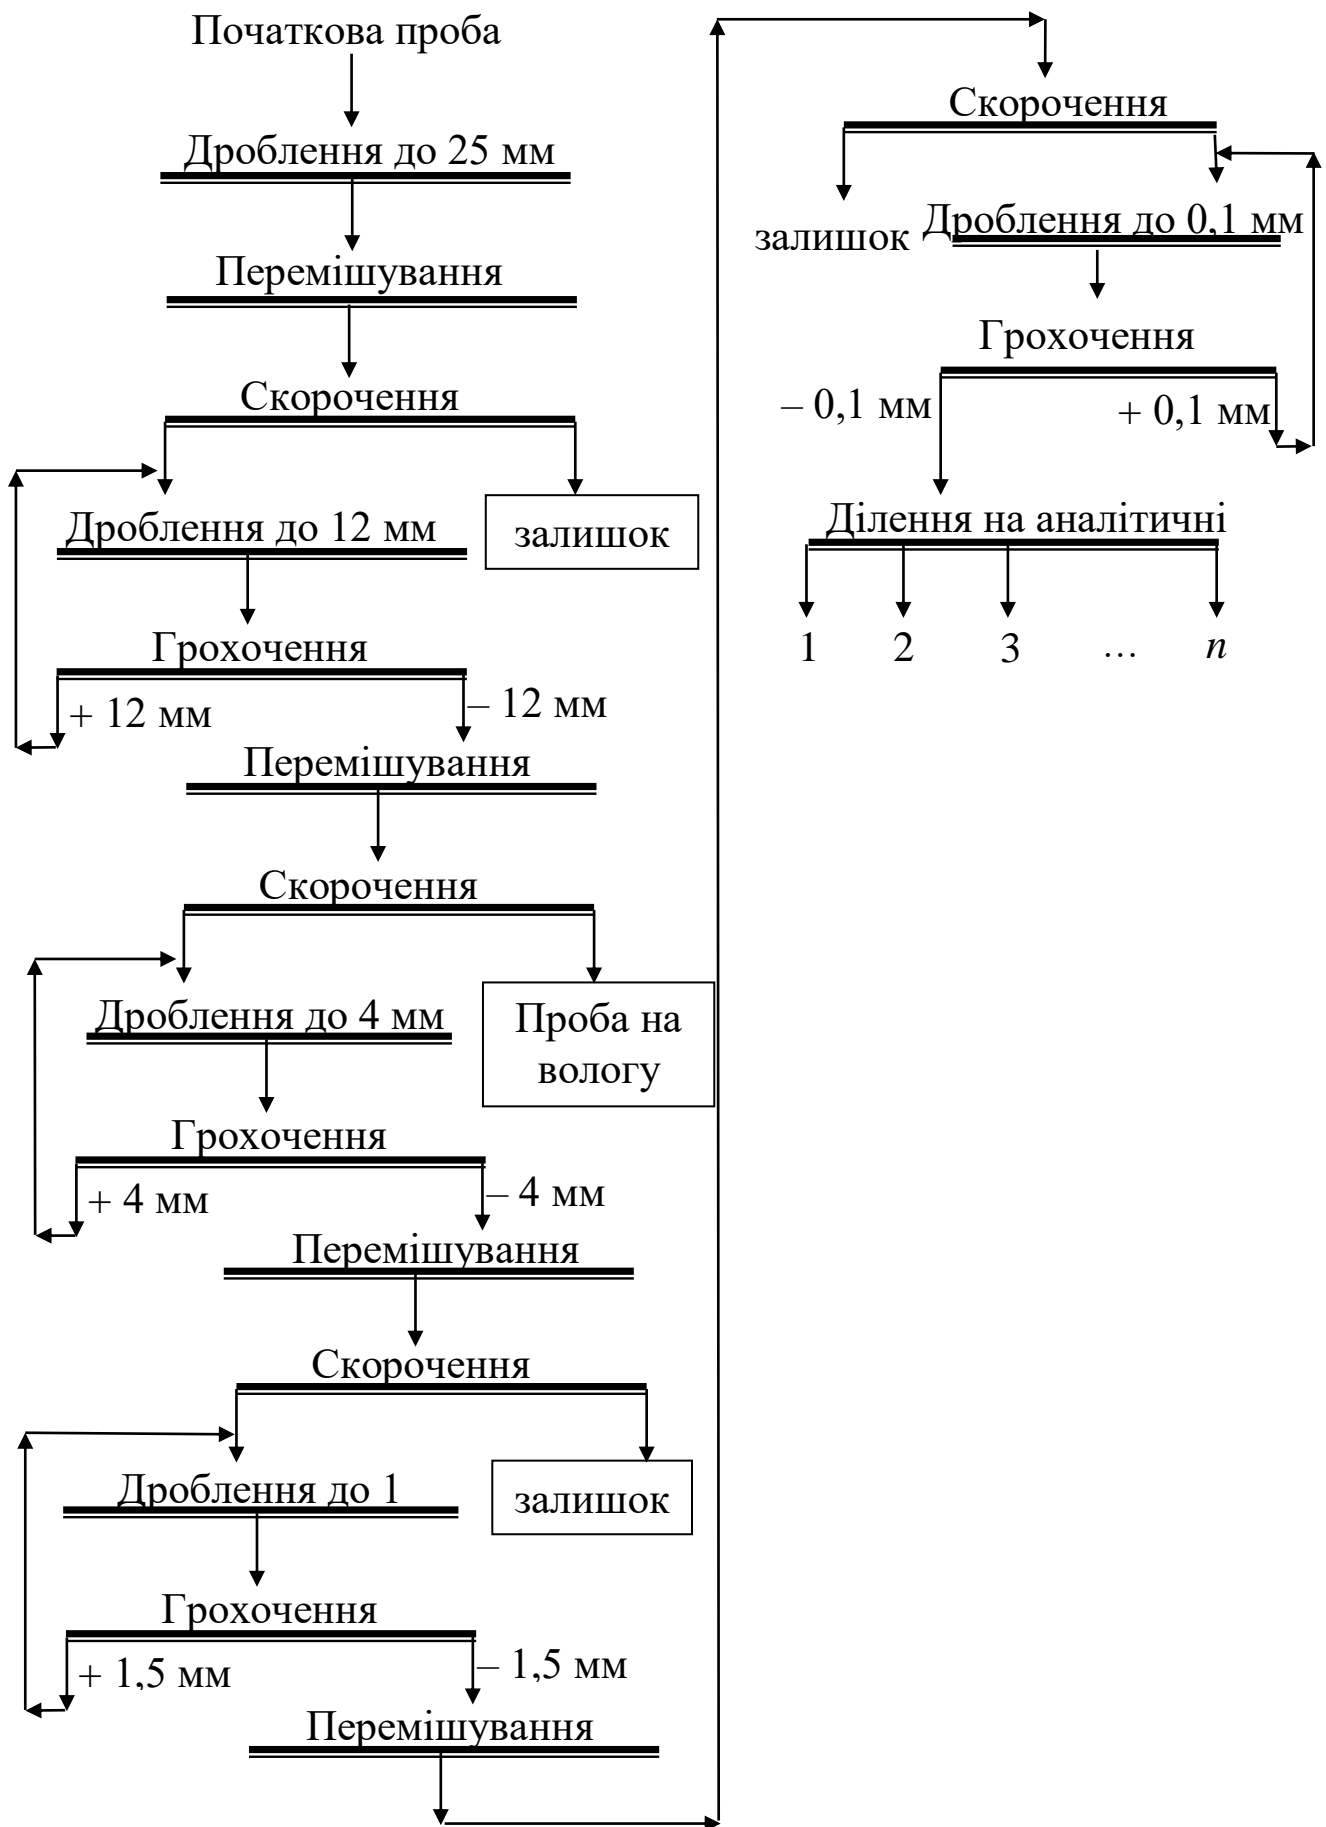 Початкова проба
Дроблення до 25 мм
Перемішування
Скорочення
Дроблення до 12 мм
залишок
Грохочення
+ 12 мм
– 12 мм
Перемішування
Скорочення
Дроблення до 4 мм
Проба на
вологу
Грохочення
+ 4 мм
– 4 мм
Перемішування
Скорочення
Дроблення до 1
залишок
Грохочення
+ 1,5 мм
– 1,5 мм
Перемішування
Скорочення
залишок
Дроблення до 0,1 мм
Грохочення
– 0,1 мм
+ 0,1 мм
Ділення на аналітичні
1 2 3 ... n